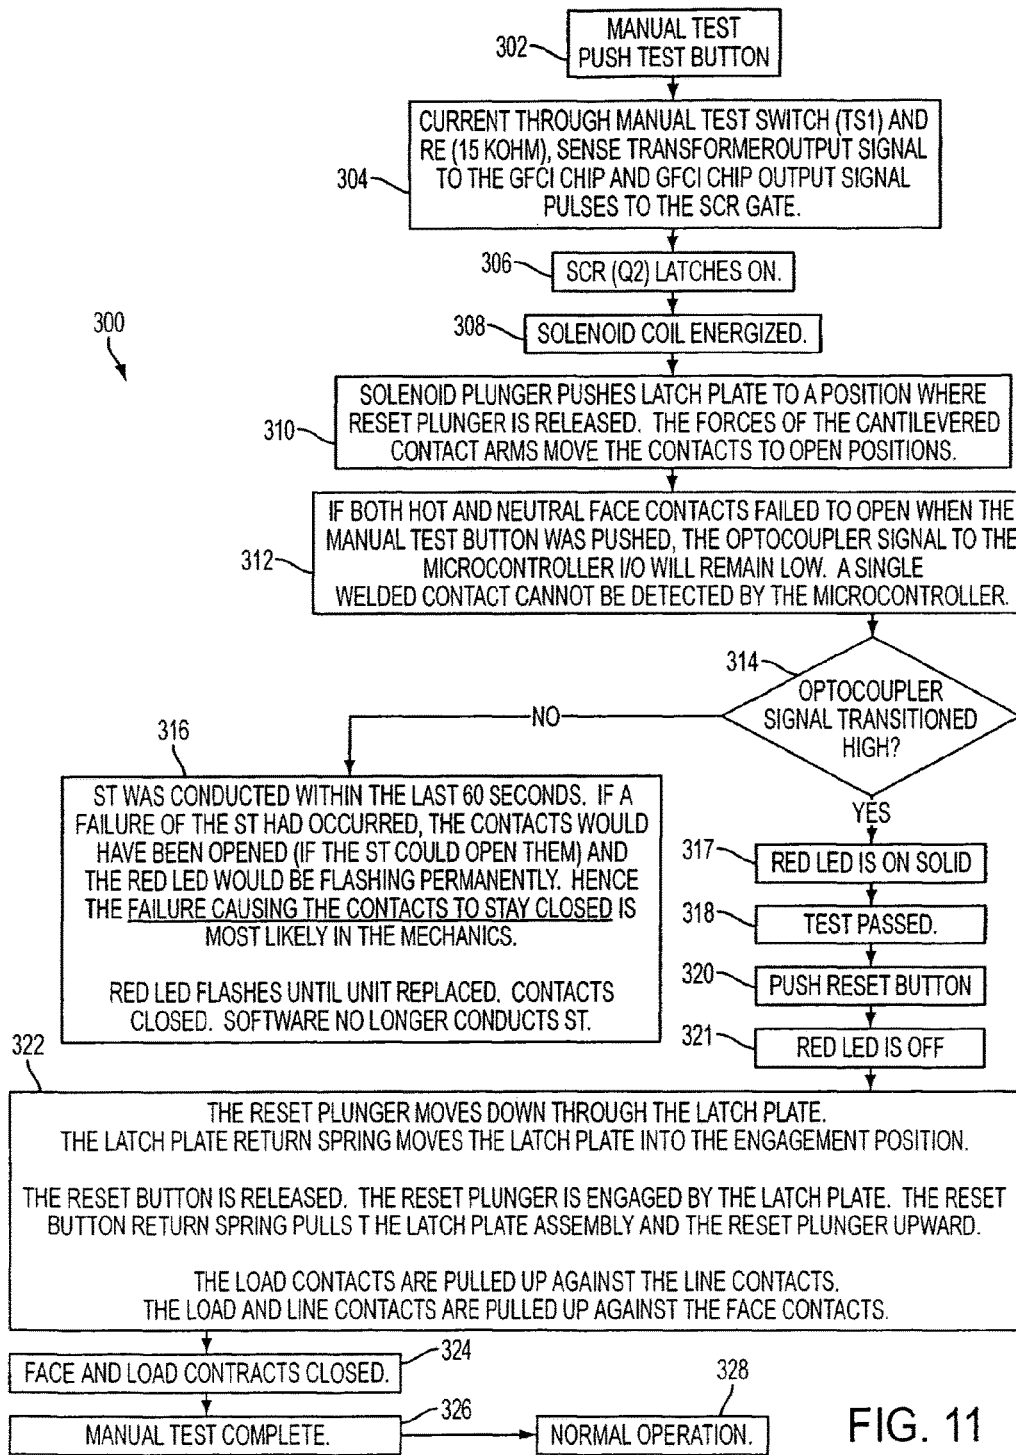 302
MANUAL TEST
PUSH TEST BUTTON
304
CURRENT THROUGH MANUAL TEST SWITCH (TS1) AND
RE (15 KOHM), SENSE TRANSFORMEROUTPUT SIGNAL
TO THE GFCI CHIP AND GFCI CHIP OUTPUT SIGNAL
PULSES TO THE SCR GATE.
306
SCR (Q2) LATCHES ON.
300
308
SOLENOID COIL ENERGIZED.
310
SOLENOID PLUNGER PUSHES LATCH PLATE TO A POSITION WHERE
RESET PLUNGER IS RELEASED. THE FORCES OF THE CANTILEVERED
CONTACT ARMS MOVE THE CONTACTS TO OPEN POSITIONS.
312
IF BOTH HOT AND NEUTRAL FACE CONTACTS FAILED TO OPEN WHEN THE
MANUAL TEST BUTTON WAS PUSHED, THE OPTOCOUPLER SIGNAL TO THE
MICROCONTROLLER I/O WILL REMAIN LOW. A SINGLE
WELDED CONTACT CANNOT BE DETECTED BY THE MICROCONTROLLER.
314
OPTOCOUPLER
SIGNAL TRANSITIONED
HIGH?
NO
YES
316
ST WAS CONDUCTED WITHIN THE LAST 60 SECONDS. IF A
FAILURE OF THE ST HAD OCCURRED, THE CONTACTS WOULD
HAVE BEEN OPENED (IF THE ST COULD OPEN THEM) AND
THE RED LED WOULD BE FLASHING PERMANENTLY. HENCE
THE FAILURE CAUSING THE CONTACTS TO STAY CLOSED IS
MOST LIKELY IN THE MECHANICS.
RED LED FLASHES UNTIL UNIT REPLACED. CONTACTS
CLOSED. SOFTWARE NO LONGER CONDUCTS ST.
317
RED LED IS ON SOLID
318
TEST PASSED.
320
PUSH RESET BUTTON
321
RED LED IS OFF
322
THE RESET PLUNGER MOVES DOWN THROUGH THE LATCH PLATE.
THE LATCH PLATE RETURN SPRING MOVES THE LATCH PLATE INTO THE ENGAGEMENT POSITION.
THE RESET BUTTON IS RELEASED. THE RESET PLUNGER IS ENGAGED BY THE LATCH PLATE. THE RESET
BUTTON RETURN SPRING PULLS T HE LATCH PLATE ASSEMBLY AND THE RESET PLUNGER UPWARD.
THE LOAD CONTACTS ARE PULLED UP AGAINST THE LINE CONTACTS.
THE LOAD AND LINE CONTACTS ARE PULLED UP AGAINST THE FACE CONTACTS.
FACE AND LOAD CONTRACTS CLOSED.
324
MANUAL TEST COMPLETE.
326
NORMAL OPERATION.
328
FIG. 11